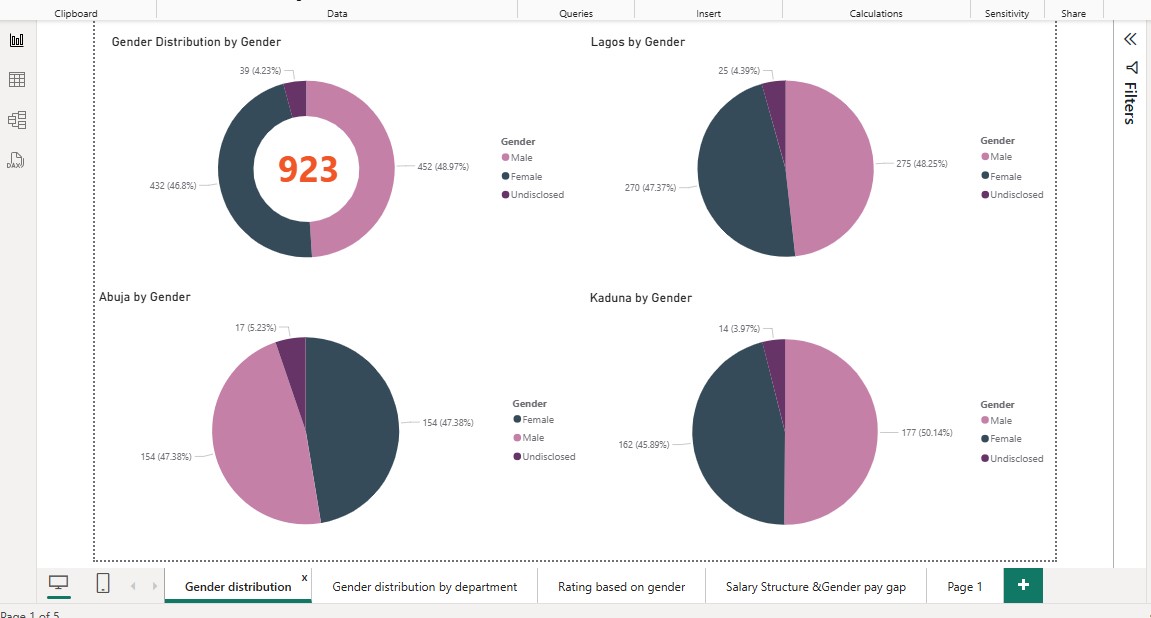 Clipboard
Data
Queries
Insert
Calculations
Sensitivity
Share
Gender Distribution by Gender
39 (4.23%)
452 (48.97%)
432 (46.8%)
923
Gender
Male
Female
Undisclosed
Lagos by Gender
25 (4.39%)
275 (48.25%)
270 (47.37%)
Gender
Male
Female
Undisclosed
Abuja by Gender
17 (5.23%)
154 (47.38%)
154 (47.38%)
Gender
Female
Male
Undisclosed
Kaduna by Gender
14 (3.97%)
177 (50.14%)
162 (45.89%)
Gender
Male
Female
Undisclosed
Filters
DAX
Gender distribution
x
Gender distribution by department
Rating based on gender
Salary Structure &Gender pay gap
Page 1
+
Page 1 of 5